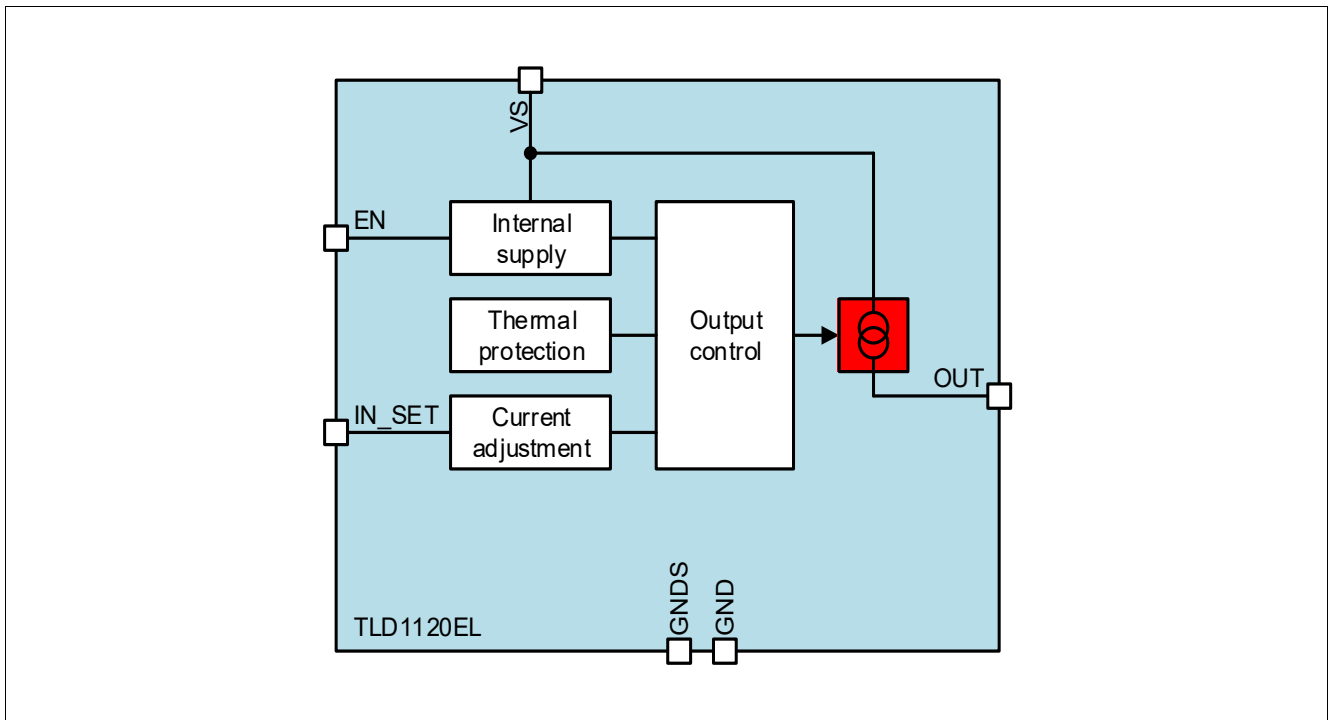 VS
EN
Internal
supply
Thermal
protection
Output
control
OUT
IN_SET
Current
adjustment
GNDS
GND
TLD1120EL